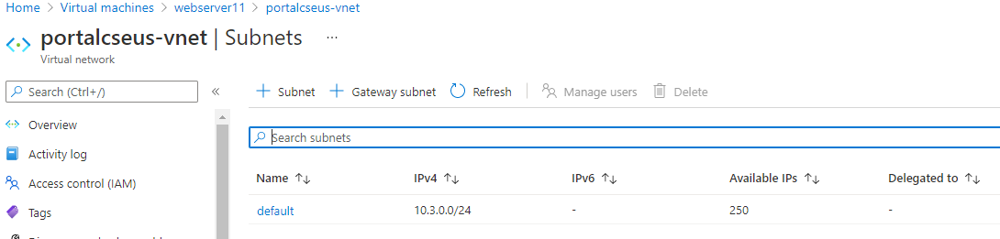 Home > Virtual machines > webserver11 > portalcseus-vnet
portalcseus-vnet | Subnets ...
Virtual network
Search (Ctrl+/) «
+ Subnet + Gateway subnet Refresh Manage users Delete
Overview
Activity log
Access control (IAM)
Tags
Search subnets
Name ↑↓ IPv4 ↑↓ IPv6 ↑↓ Available IPs ↑↓ Delegated to ↑↓
default 10.3.0.0/24 - 250 -